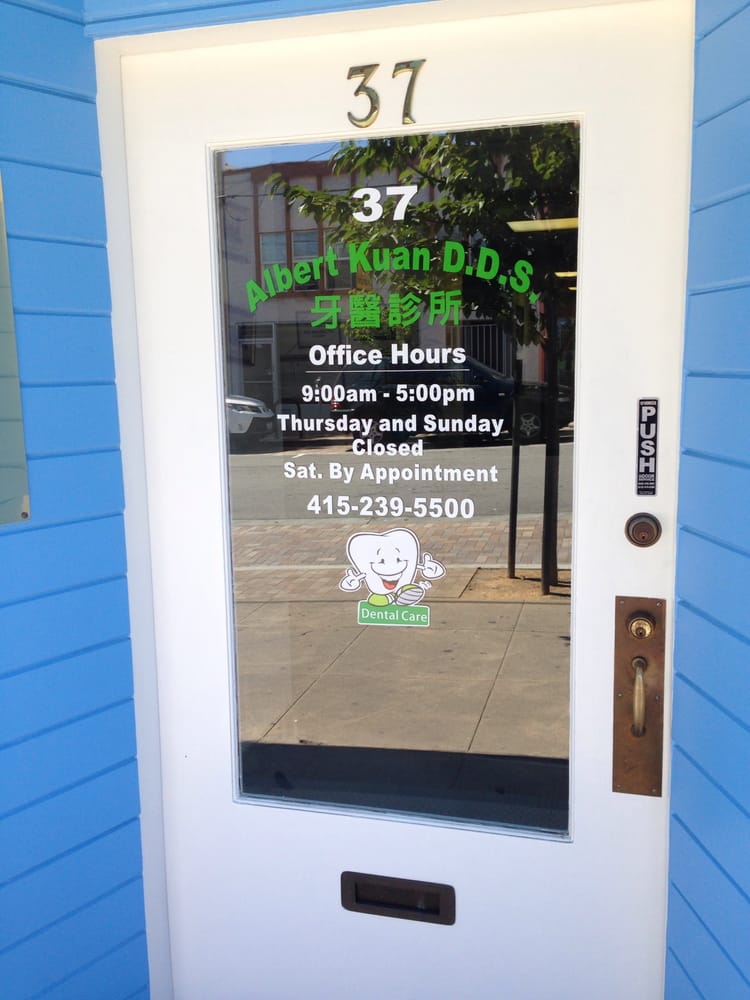 37
37
Albert Kuan D.D.S.
牙醫診所
Office Hours
9:00am - 5:00pm
Thursday and Sunday
Closed
Sat. By Appointment
415-239-5500
Dental Care
PUSH